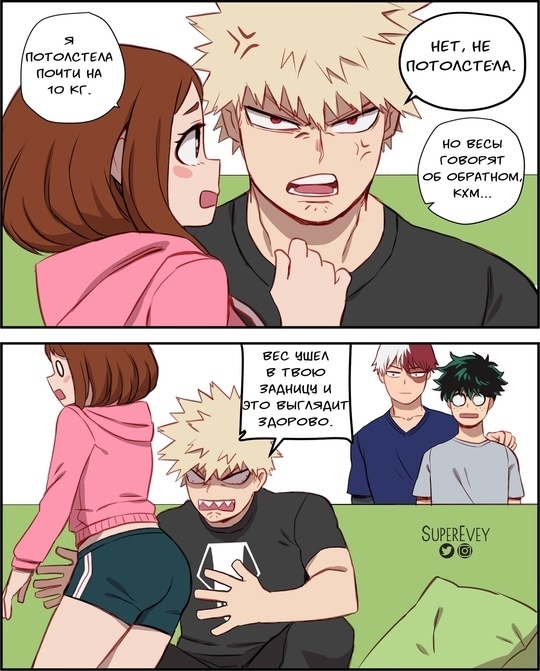 Я
ПОТОЛСТЕЛА
ПОЧТИ НА
10 КГ.
НЕТ, НЕ
ПОТОЛСТЕЛА.
НО ВЕСЫ
ГОВОРЯТ
ОБ ОБРАТНОМ,
КХМ...
ВЕС УШЕЛ
В ТВОЮ
ЗАДНИЦУ И
ЭТО ВЫГЛЯДИТ
ЗДОРОВО.
SUPEREVEY